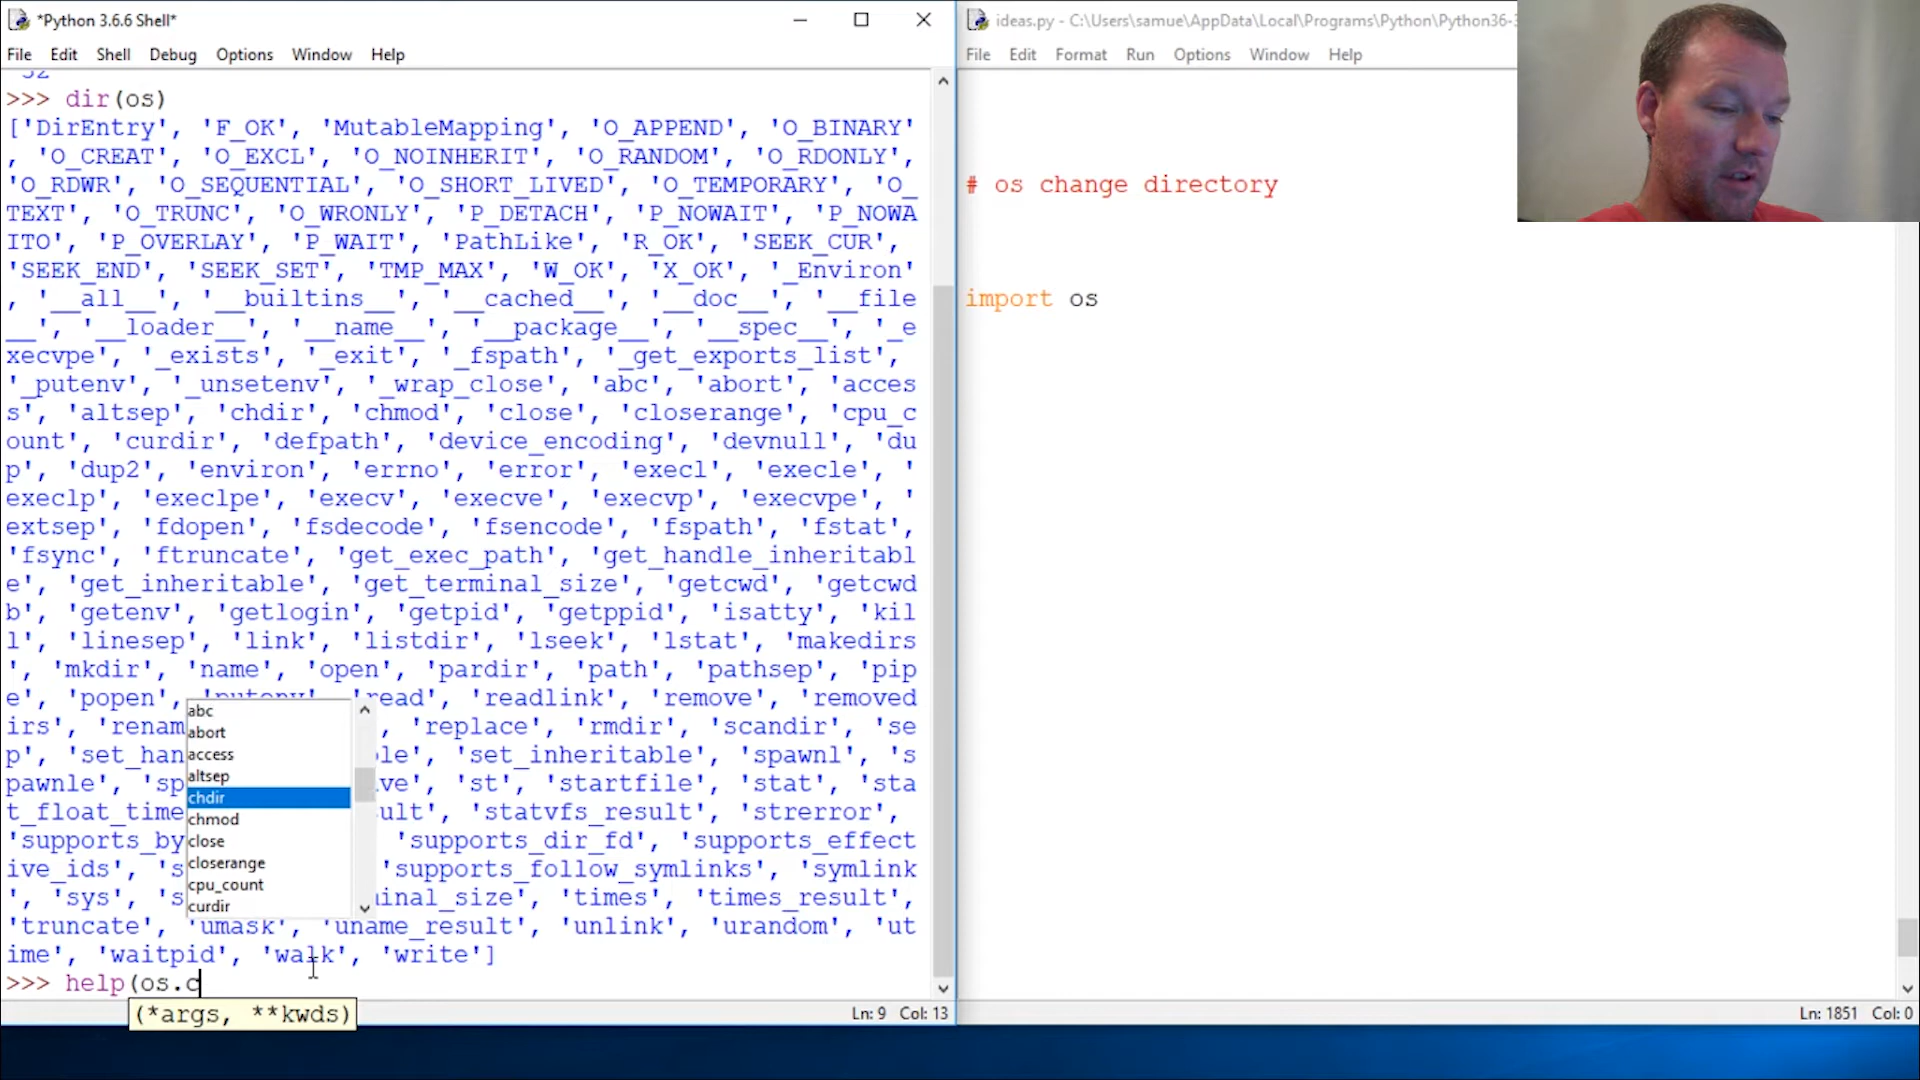 *Python 3.6.6 Shell*
File Edit Shell Debug Options Window Help
>>> dir(os)
['DirEntry', 'F_OK', 'MutableMapping', 'O_APPEND', 'O_BINARY'
, 'O_CREAT', 'O_EXCL', 'O_NOINHERIT', 'O_RANDOM', 'O_RDONLY',
'O_RDWR', 'O_SEQUENTIAL', 'O_SHORT_LIVED', 'O_TEMPORARY', 'O_
TEXT', 'O_TRUNC', 'O_WRONLY', 'P_DETACH', 'P_NOWAIT', 'P_NOWA
ITO', 'P_OVERLAY', 'P_WAIT', 'PathLike', 'R_OK', 'SEEK_CUR',
'SEEK_END', 'SEEK_SET', 'TMP_MAX', 'W_OK', 'X_OK', '_Environ'
, '__all__', '__builtins__', '__cached__', '__doc__', '__file
__', '__loader__', '__name__', '__package__', '__spec__', '_e
xecvpe', '_exists', '_exit', '_fspath', '_get_exports_list',
'_putenv', '_unsetenv', '_wrap_close', 'abc', 'abort', 'acces
s', 'altsep', 'chdir', 'chmod', 'close', 'closerange', 'cpu_c
ount', 'curdir', 'defpath', 'device_encoding', 'devnull', 'du
p', 'dup2', 'environ', 'errno', 'error', 'execl', 'execle', '
execlp', 'execlpe', 'execv', 'execve', 'execvp', 'execvpe', '
extsep', 'fdopen', 'fsdecode', 'fsencode', 'fspath', 'fstat',
'fsync', 'ftruncate', 'get_exec_path', 'get_handle_inheritabl
e', 'get_inheritable', 'get_terminal_size', 'getcwd', 'getcwd
b', 'getenv', 'getlogin', 'getpid', 'getppid', 'isatty', 'kil
l', 'linesep', 'link', 'listdir', 'lseek', 'lstat', 'makedirs
', 'mkdir', 'name', 'open', 'pardir', 'path', 'pathsep', 'pip
e', 'popen', 'putenv', 'read', 'readlink', 'remove', 'removed
irs', 'renam , 'replace', 'rmdir', 'scandir', 'se
p', 'set_han le', 'set_inheritable', 'spawnl', 's
pawnle', 'sp ve', 'st', 'startfile', 'stat', 'sta
t_float_time ult', 'statvfs_result', 'strerror',
'supports_by 'supports_dir_fd', 'supports_effect
ive_ids', 's 'supports_follow_symlinks', 'symlink
', 'sys', 's inal_size', 'times', 'times_result',
'truncate', 'umask', 'uname_result', 'unlink', 'urandom', 'ut
ime', 'waitpid', 'walk', 'write']
>>> help(os.c
abc
abort
access
altsep
chdir
chmod
close
closerange
cpu_count
curdir
(*args, **kwds)
Ln: 9 Col: 13
ideas.py - C:\Users\samue\AppData\Local\Programs\Python\Python36-3
File Edit Format Run Options Window Help
# os change directory
import os
Ln: 1851 Col: 0